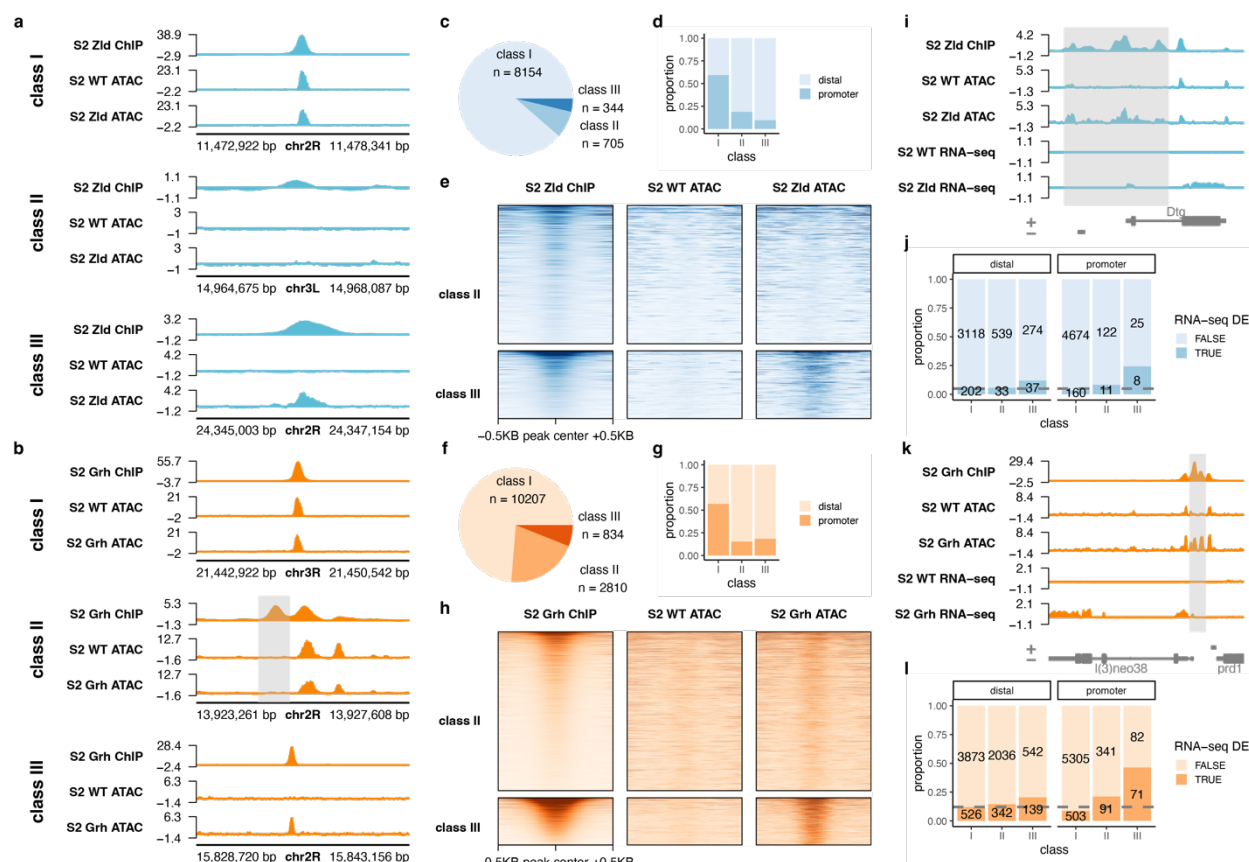 a
class I
S2 Zld ChIP
38.9
−2.9
S2 WT ATAC
23.1
−2.2
S2 Zld ATAC
23.1
−2.2
11,472,922 bp chr2R 11,478,341 bp
class II
S2 Zld ChIP
1.1
−1.1
S2 WT ATAC
3
−1
S2 Zld ATAC
3
−1
14,964,675 bp chr3L 14,968,087 bp
class III
S2 Zld ChIP
3.2
−1.2
S2 WT ATAC
4.2
−1.2
S2 Zld ATAC
4.2
−1.2
24,345,003 bp chr2R 24,347,154 bp
b
class I
S2 Grh ChIP
55.7
−3.7
S2 WT ATAC
21
−2
S2 Grh ATAC
21
−2
21,442,922 bp chr3R 21,450,542 bp
class II
S2 Grh ChIP
5.3
−1.3
S2 WT ATAC
12.7
−1.6
S2 Grh ATAC
12.7
−1.6
13,923,261 bp chr2R 13,927,608 bp
class III
S2 Grh ChIP
28.4
−2.4
S2 WT ATAC
6.3
−1.4
S2 Grh ATAC
6.3
−1.4
15,828,720 bp chr2R 15,843,156 bp
c
class I
n = 8154
class III
n = 344
class II
n = 705
d
proportion
1.00
0.75
0.50
0.25
0.00
I II III
class
distal
promoter
e
S2 Zld ChIP S2 WT ATAC S2 Zld ATAC
class II
class III
−0.5KB peak center +0.5KB
f
class I
n = 10207
class III
n = 834
class II
n = 2810
g
proportion
1.00
0.75
0.50
0.25
0.00
I II III
class
distal
promoter
h
S2 Grh ChIP S2 WT ATAC S2 Grh ATAC
class II
class III
0.5KB peak center +0.5KB
i
S2 Zld ChIP
4.2
−1.2
S2 WT ATAC
5.3
−1.3
S2 Zld ATAC
5.3
−1.3
S2 WT RNA−seq
1.1
−1.1
S2 Zld RNA−seq
1.1
−1.1
+
−
Dtg
j
distal promoter
proportion
1.00
0.75
0.50
0.25
0.00
3118 539 274 4674 122 25
202 33 37 160 11 8
I II III I II III
class
RNA−seq DE
FALSE
TRUE
k
S2 Grh ChIP
29.4
−2.5
S2 WT ATAC
8.4
−1.4
S2 Grh ATAC
8.4
−1.4
S2 WT RNA−seq
2.1
−1.1
S2 Grh RNA−seq
2.1
−1.1
+
−
l(3)neo38 prd1
l
distal promoter
proportion
1.00
0.75
0.50
0.25
0.00
3873 2036 542 5305 341 82
526 342 139 503 91 71
I II III I II III
class
RNA−seq DE
FALSE
TRUE